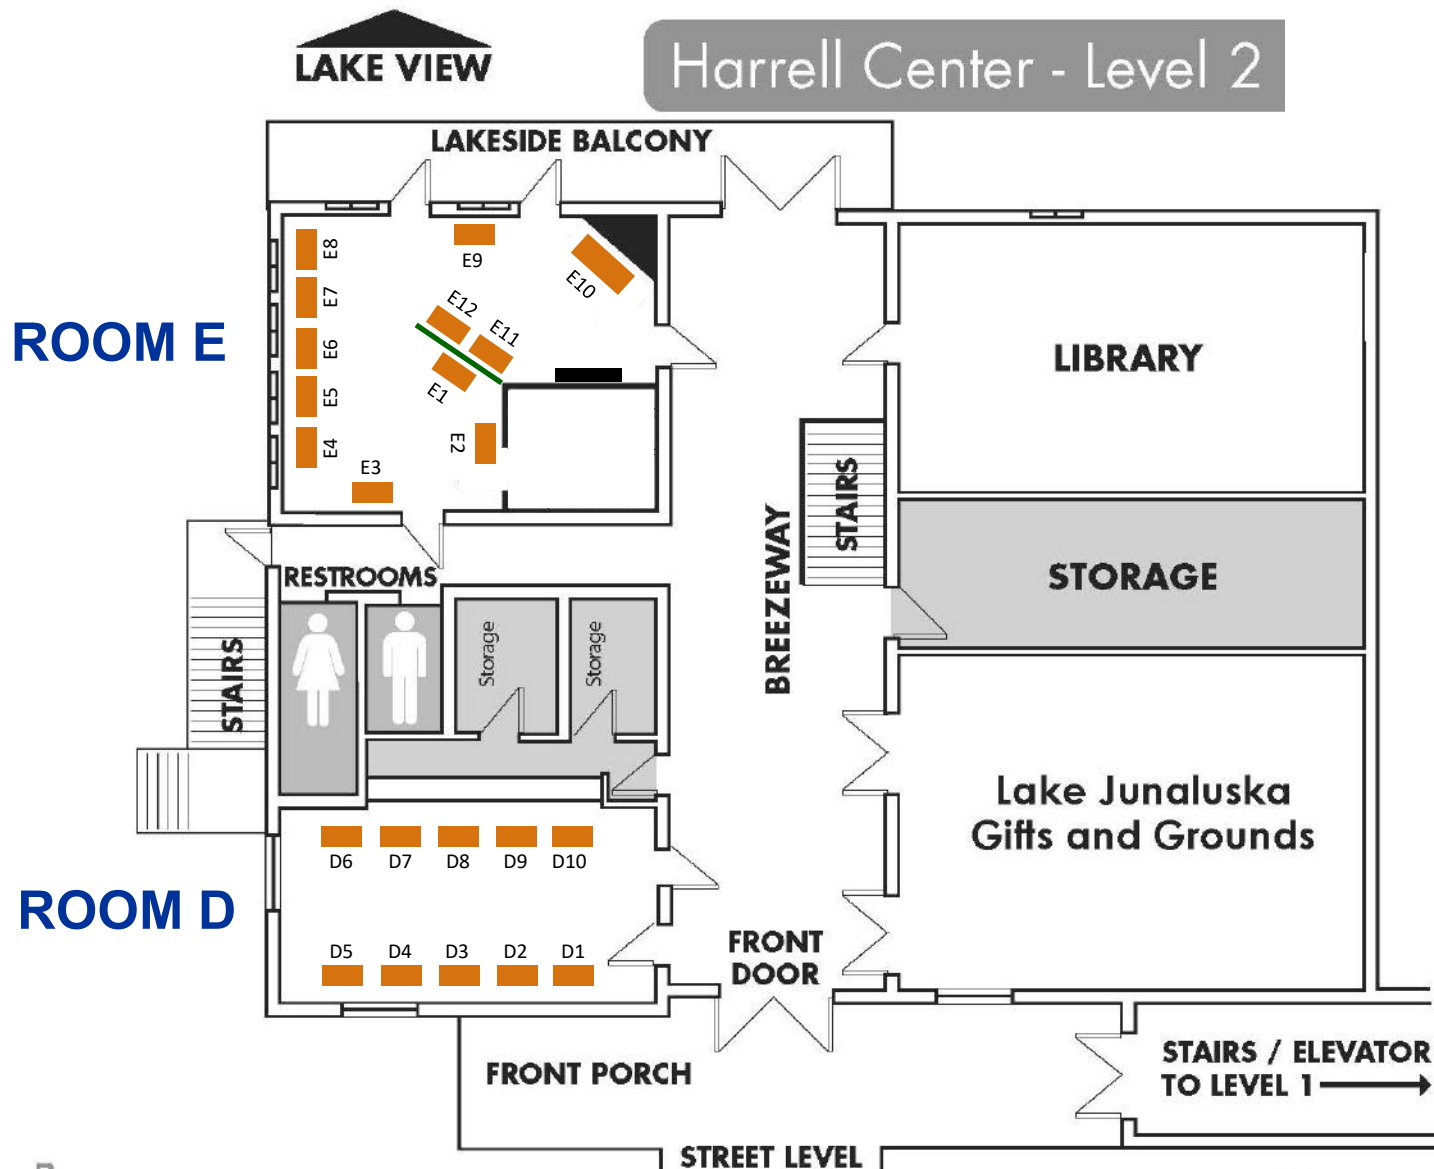 LAKE VIEW
Harrell Center - Level 2
LAKESIDE BALCONY
ROOM E
E8
E7
E6
E5
E4
E3
E9
E10
E12
E11
E1
E2
LIBRARY
STAIRS
BREEZEWAY
STORAGE
RESTROOMS
Storage
Storage
STAIRS
Lake Junaluska
Gifts and Grounds
ROOM D
D6
D7
D8
D9
D10
D5
D4
D3
D2
D1
FRONT
DOOR
FRONT PORCH
STAIRS / ELEVATOR
TO LEVEL 1
STREET LEVEL